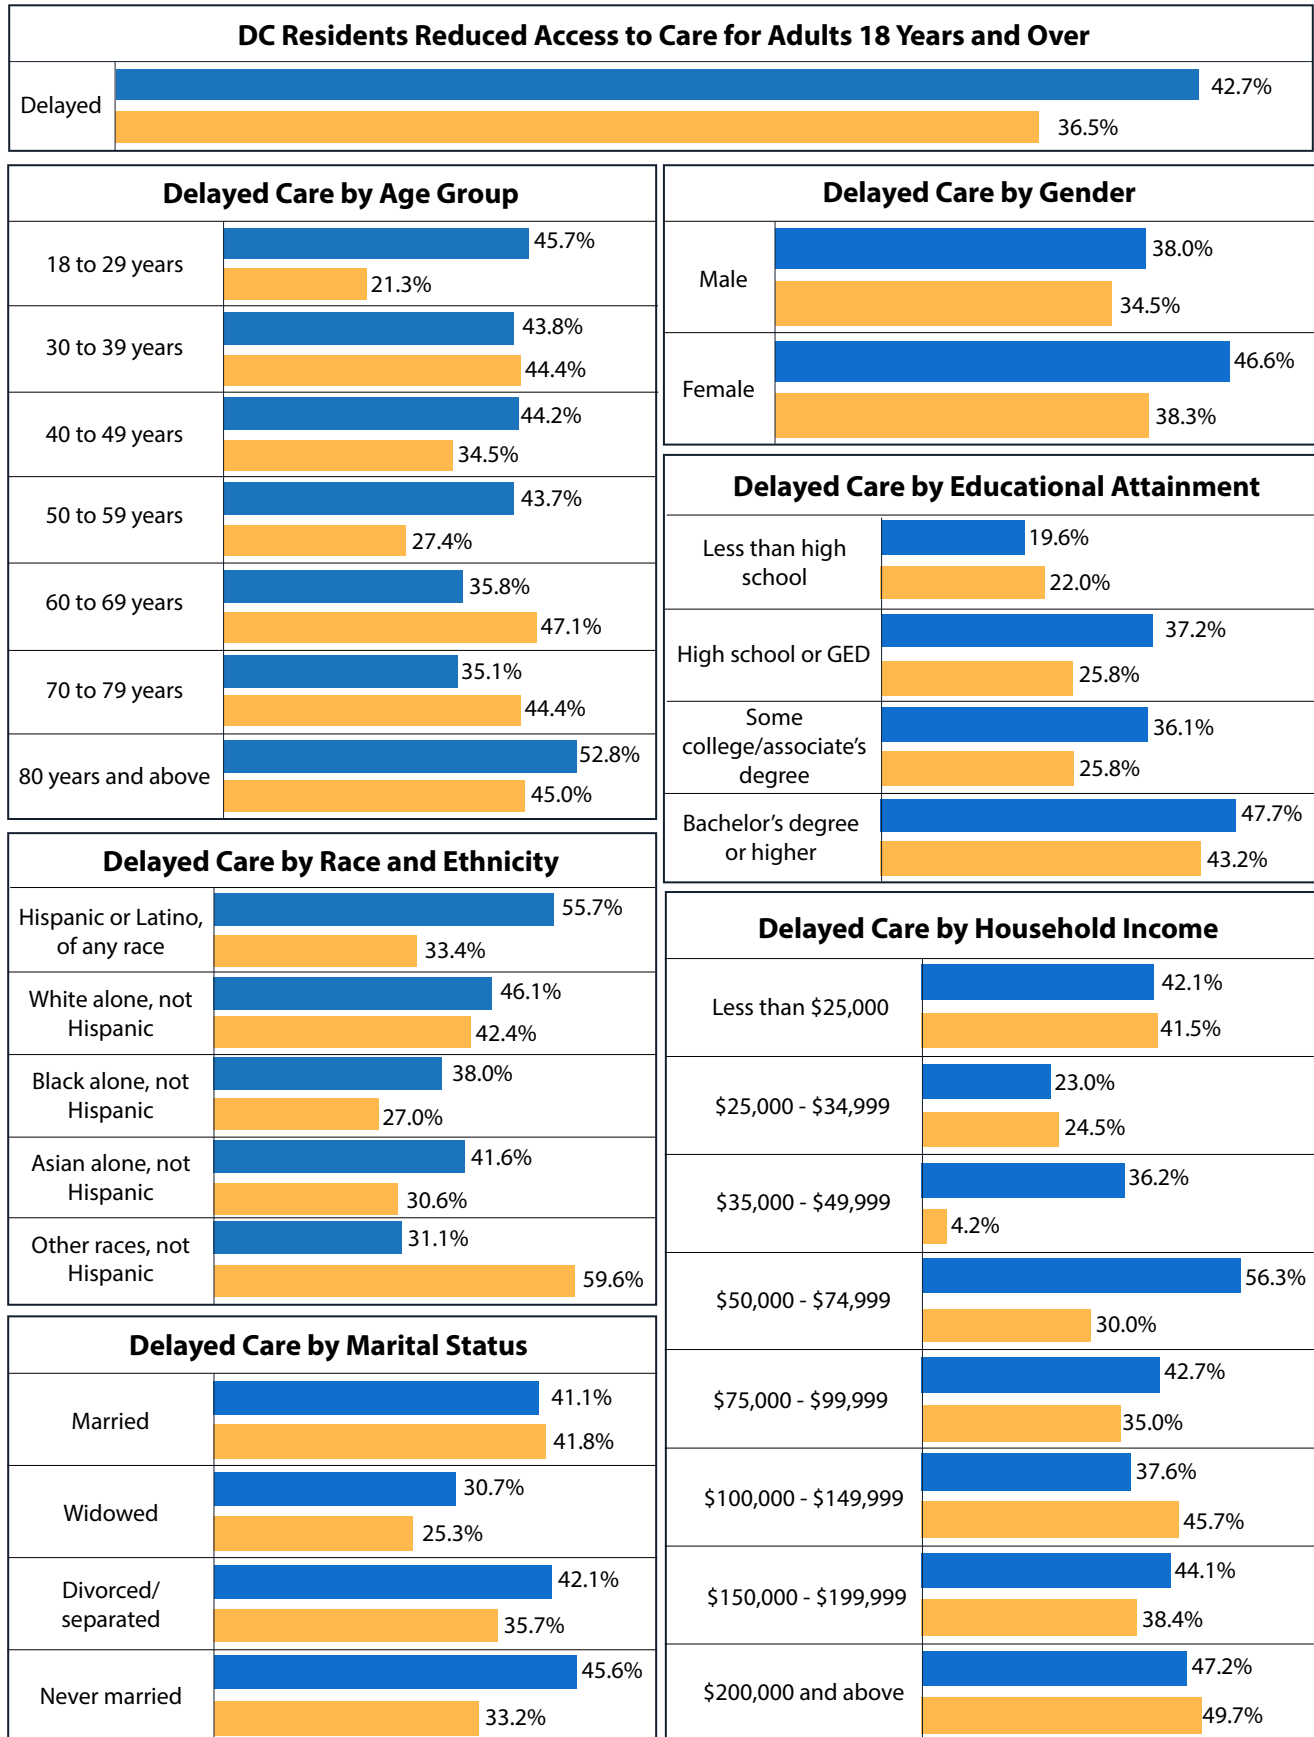 DC Residents Reduced Access to Care for Adults 18 Years and Over
Delayed
42.7%
36.5%
Delayed Care by Age Group
18 to 29 years
45.7%
21.3%
30 to 39 years
43.8%
44.4%
40 to 49 years
44.2%
34.5%
50 to 59 years
43.7%
27.4%
60 to 69 years
35.8%
47.1%
70 to 79 years
35.1%
44.4%
80 years and above
52.8%
45.0%
Delayed Care by Race and Ethnicity
Hispanic or Latino,
of any race
55.7%
33.4%
White alone, not
Hispanic
46.1%
42.4%
Black alone, not
Hispanic
38.0%
27.0%
Asian alone, not
Hispanic
41.6%
30.6%
Other races, not
Hispanic
31.1%
59.6%
Delayed Care by Marital Status
Married
41.1%
41.8%
Widowed
30.7%
25.3%
Divorced/
separated
42.1%
35.7%
Never married
45.6%
33.2%
Delayed Care by Gender
Male
38.0%
34.5%
Female
46.6%
38.3%
Delayed Care by Educational Attainment
Less than high
school
19.6%
22.0%
High school or GED
37.2%
25.8%
Some
college/associate’s
degree
36.1%
25.8%
Bachelor’s degree
or higher
47.7%
43.2%
Delayed Care by Household Income
Less than $25,000
42.1%
41.5%
$25,000 - $34,999
23.0%
24.5%
$35,000 - $49,999
36.2%
4.2%
$50,000 - $74,999
56.3%
30.0%
$75,000 - $99,999
42.7%
35.0%
$100,000 - $149,999
37.6%
45.7%
$150,000 - $199,999
44.1%
38.4%
$200,000 and above
47.2%
49.7%